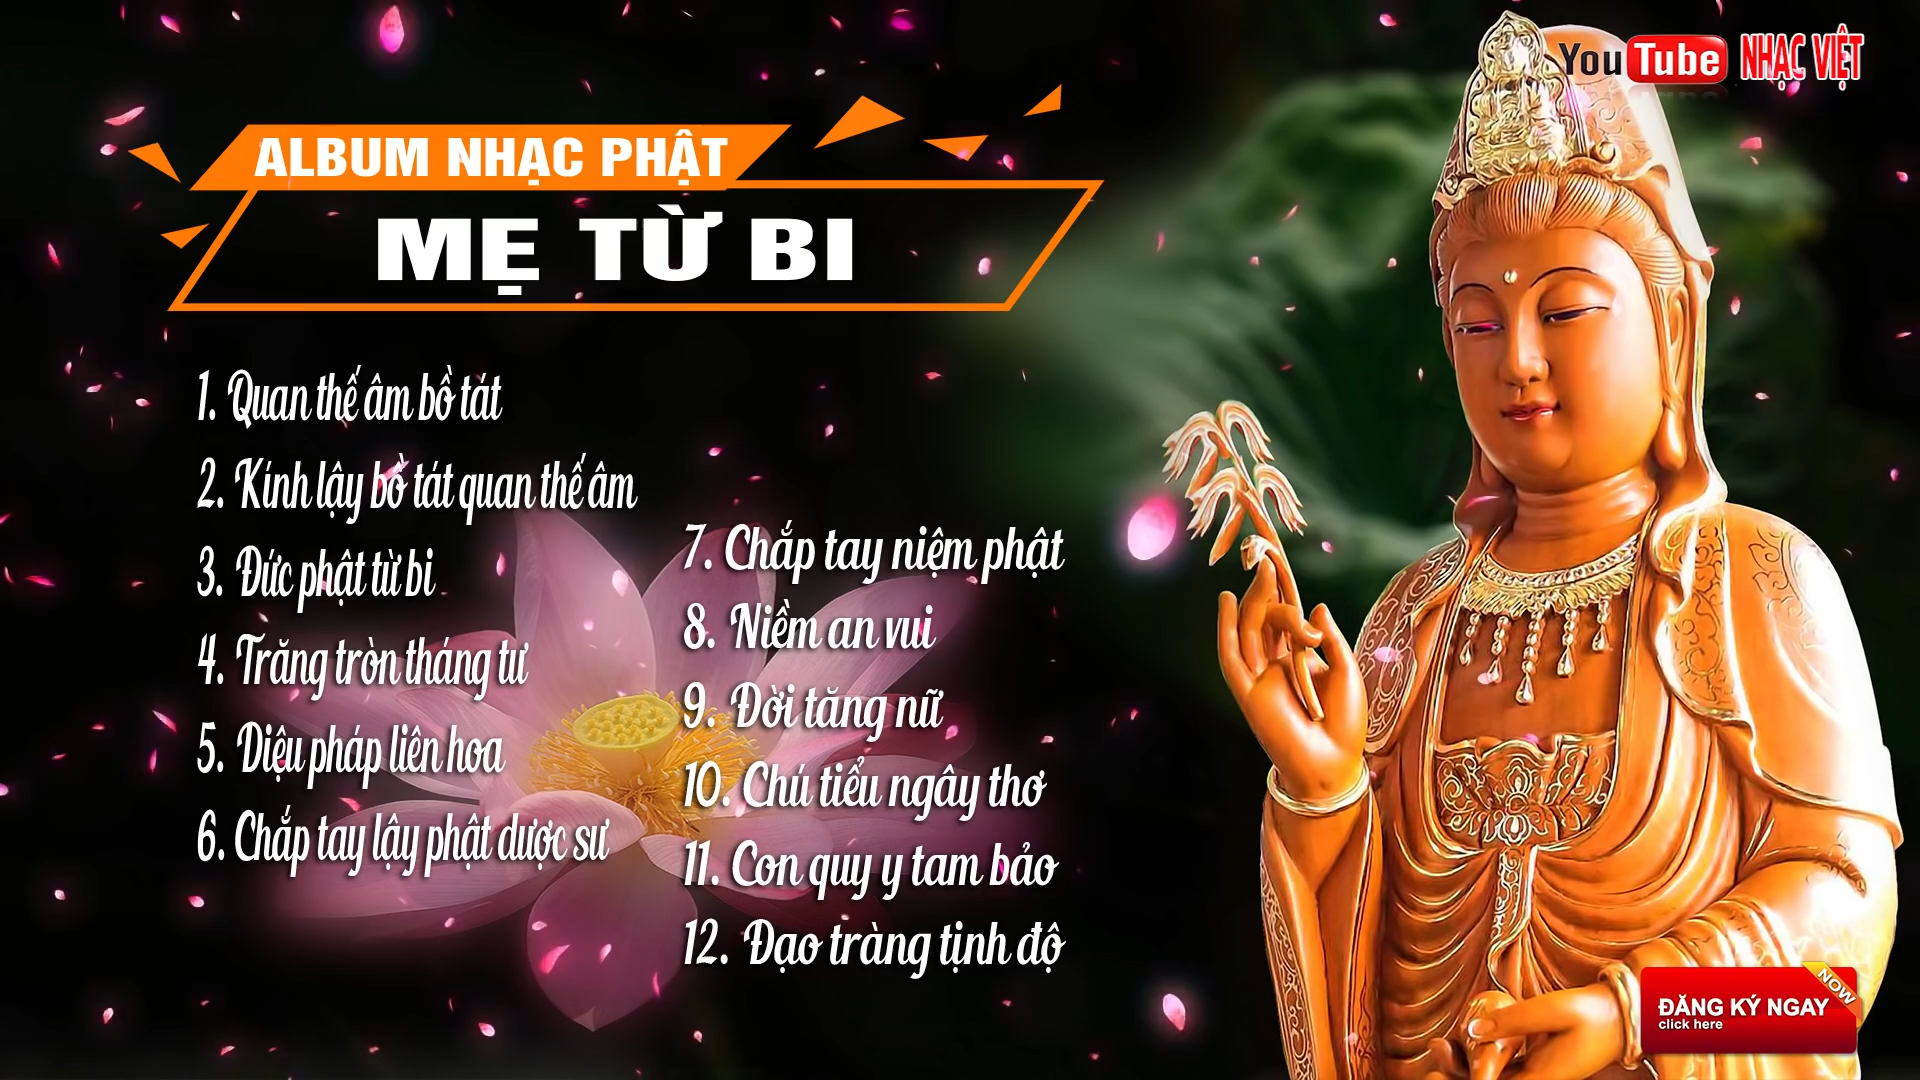 YouTube NHẠC VIỆT
ALBUM NHẠC PHẬT
MẸ TỪ BI
1. Quan thế âm bồ tát
2. Kính lậy bồ tát quan thế âm
3. Đức phật từ bi
4. Trăng tròn tháng tư
5. Diệu pháp liên hoa
6. Chắp tay lậy phật dược sư
7. Chắp tay niệm phật
8. Niềm an vui
9. Đời tăng nữ
10. Chú tiểu ngây thơ
11. Con quy y tam bảo
12. Đạo tràng tịnh độ
NOW
ĐĂNG KÝ NGAY
click here